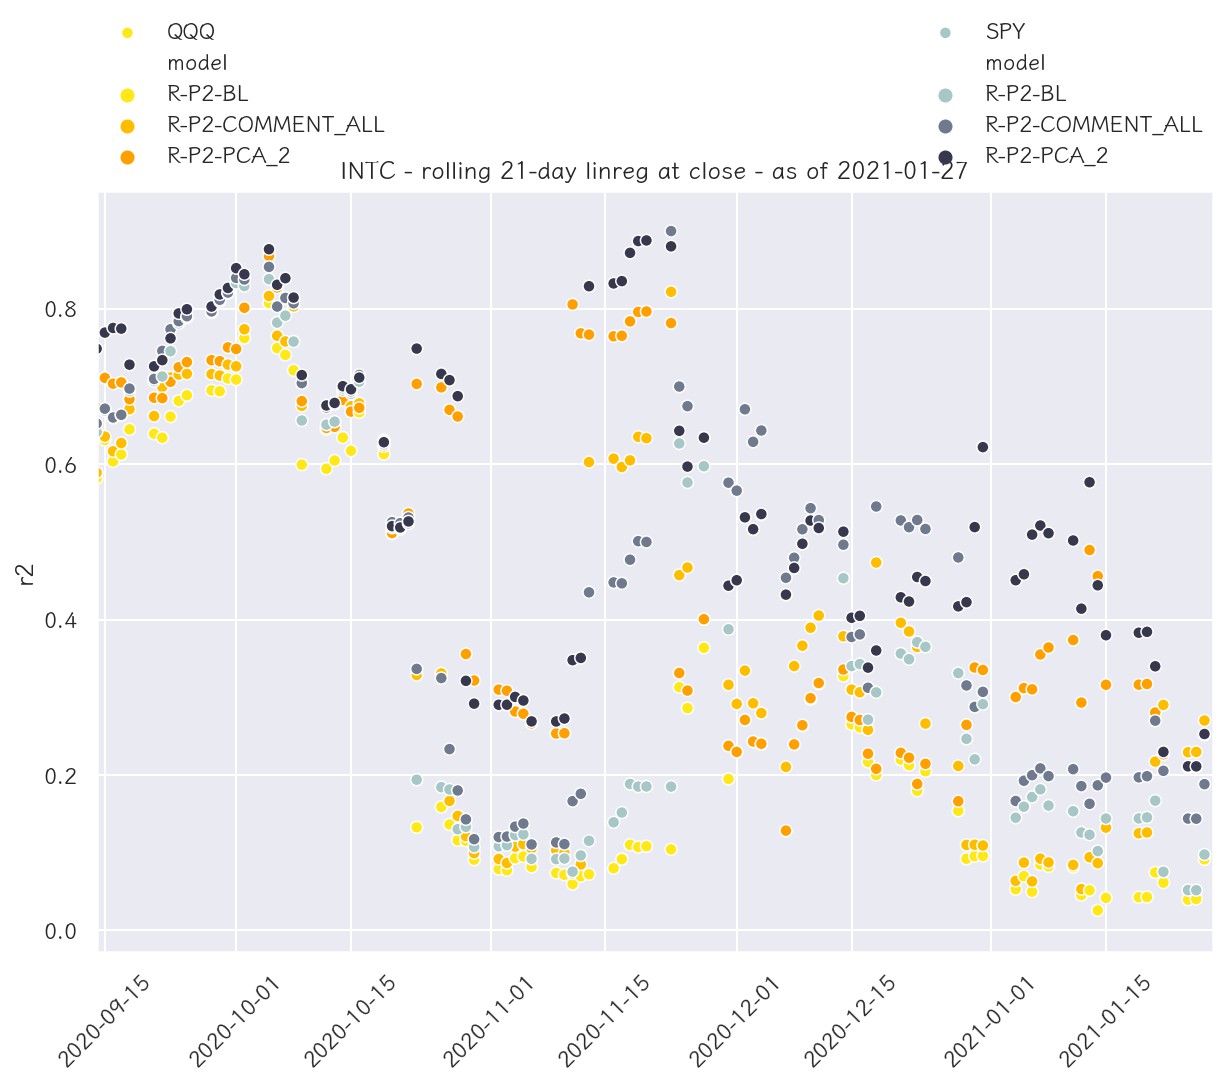 QQQ
model
R-P2-BL
R-P2-COMMENT_ALL
R-P2-PCA_2
SPY
model
R-P2-BL
R-P2-COMMENT_ALL
R-P2-PCA_2
INTC - rolling 21-day linreg at close - as of 2021-01-27
r2
0.8
0.6
0.4
0.2
0.0
2020-09-15
2020-10-01
2020-10-15
2020-11-01
2020-11-15
2020-12-01
2020-12-15
2021-01-01
2021-01-15